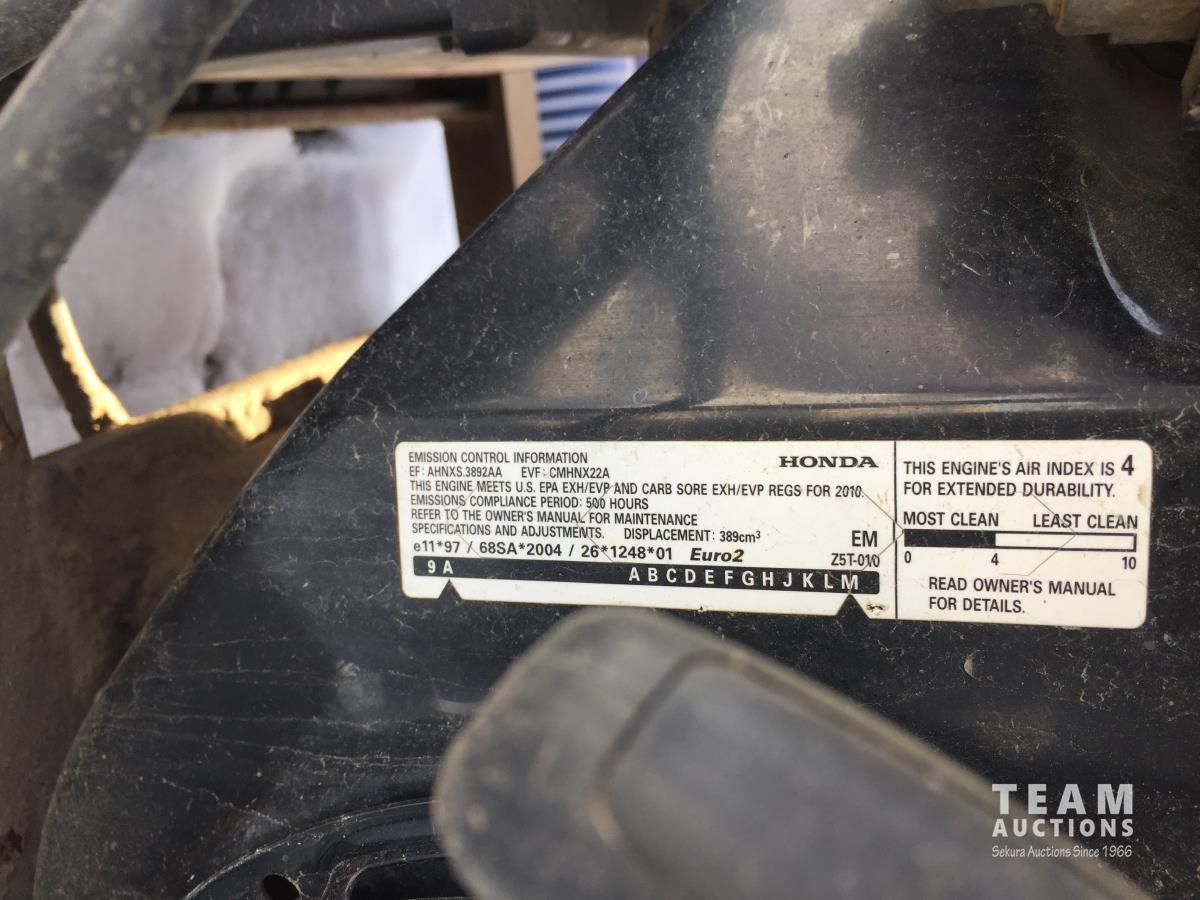 EMISSION CONTROL INFORMATION
HONDA
EF: AHNXS.3892AA EVF: CMHNX22A
THIS ENGINE MEETS U.S. EPA EXH/EVP AND CARB SORE EXH/EVP REGS FOR 2010.
EMISSIONS COMPLIANCE PERIOD: 500 HOURS
REFER TO THE OWNER'S MANUAL FOR MAINTENANCE
SPECIFICATIONS AND ADJUSTMENTS. DISPLACEMENT: 389cm³
EM
e11*97 / 68SA*2004 / 26*1248*01 Euro2
Z5T-010
9 A A B C D E F G H J K L M
THIS ENGINE'S AIR INDEX IS 4
FOR EXTENDED DURABILITY.
MOST CLEAN LEAST CLEAN
0 4 10
READ OWNER'S MANUAL
FOR DETAILS.
TEAM
AUCTIONS
Sekura Auctions Since 1966